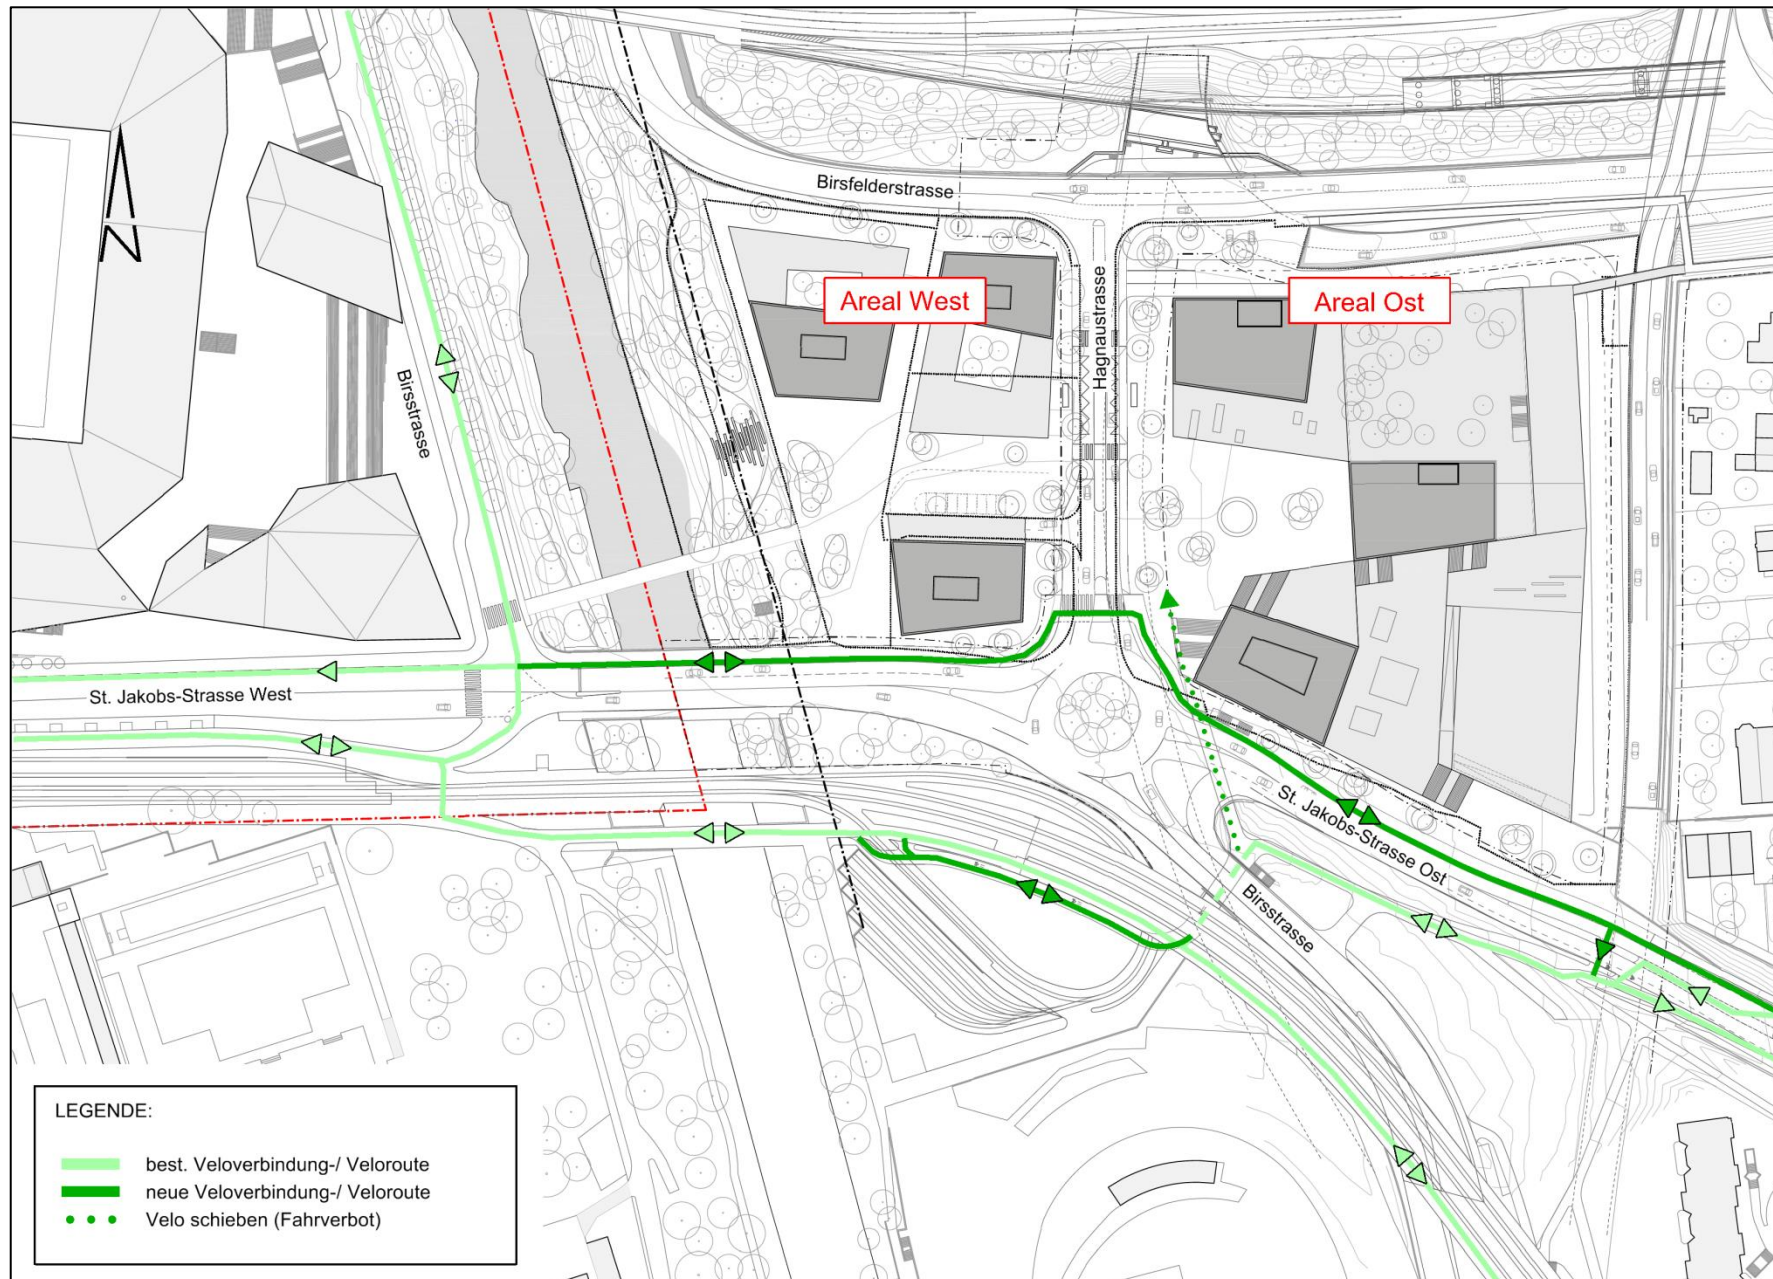 Birsfelderstrasse
Areal West
Areal Ost
Hagnaustrasse
Birsstrasse
St. Jakobs-Strasse West
St. Jakobs-Strasse Ost
Birsstrasse
LEGENDE:
best. Veloverbindung-/ Veloroute
neue Veloverbindung-/ Veloroute
Velo schieben (Fahrverbot)